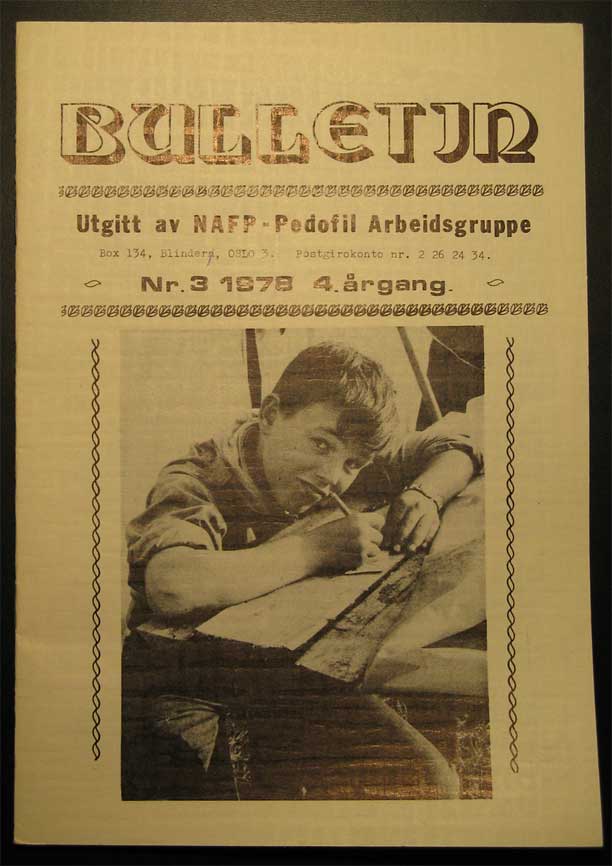 BULLETIN
Utgitt av NAFP-Pedofil Arbeidsgruppe
Box 134, Blindern, OSLO 3. Postgirokonto nr. 2 26 24 34.
Nr. 3 1978 4. årgang.